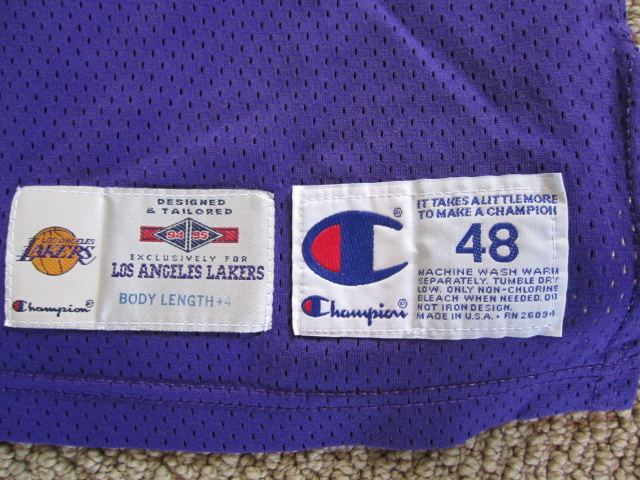 DESIGNED
& TAILORED
94 95
EXCLUSIVELY FOR
LOS ANGELES LAKERS
BODY LENGTH +4
LOS ANGELES
LAKERS
Champion ®
IT TAKES A LITTLE MORE
TO MAKE A CHAMPION
®
48
MACHINE WASH WARM
SEPARATELY. TUMBLE DRY
LOW. ONLY NON-CHLORINE
BLEACH WHEN NEEDED. DO
NOT IRON DESIGN.
MADE IN U.S.A. • RN 26094
Champion ®